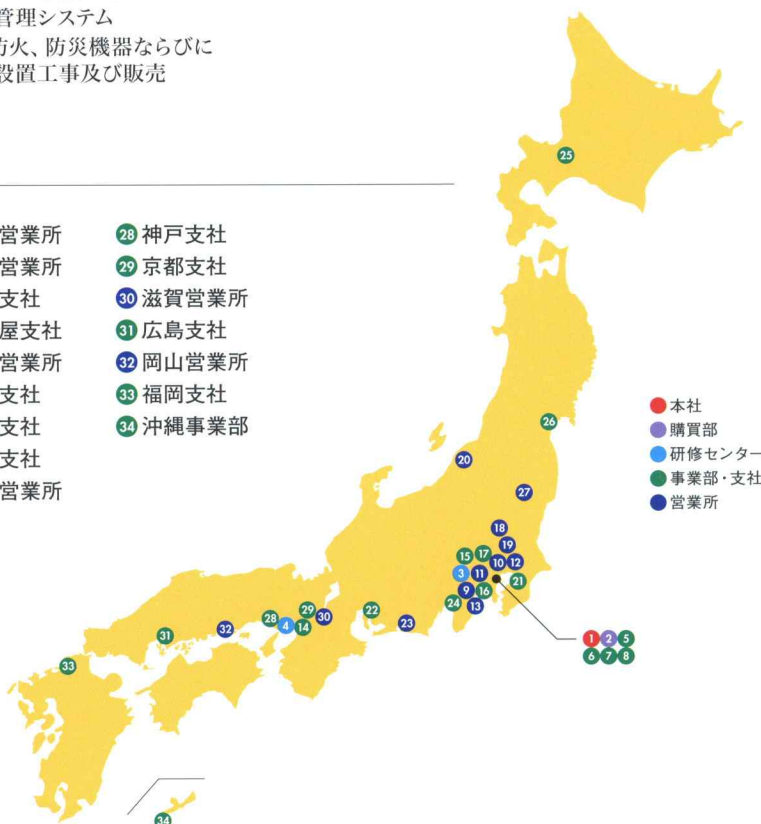 管理システム
防火、防災機器ならびに
設置工事及び販売
営業所
営業所
支社
屋支社
営業所
支社
支社
支社
営業所
28 神戸支社
29 京都支社
30 滋賀営業所
31 広島支社
32 岡山営業所
33 福岡支社
34 沖縄事業部
本社
購買部
研修センター
事業部・支社
営業所
25
26
20
27
18
19
15 17 10 12
3 11 21
9 16
24 13
29
28 4 14 30 22 23
31 32
33
1 2 5
6 7 8
34